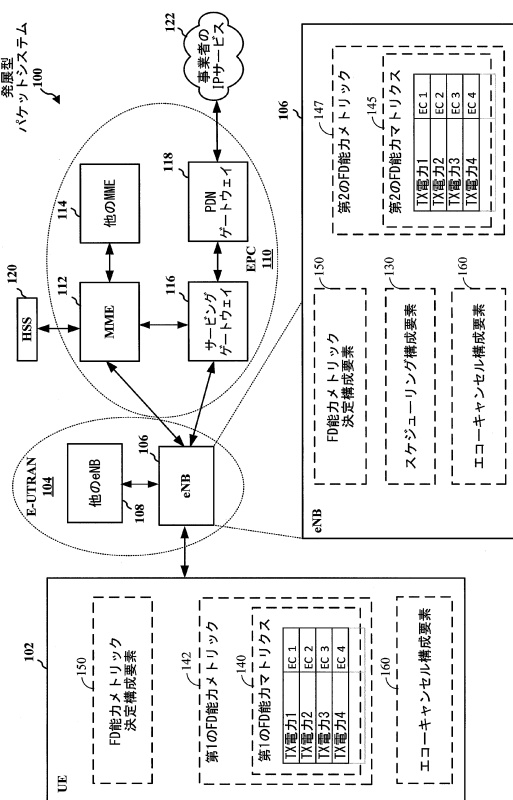 発展型
パケットシステム
100
122
事業者の
IPサービス
120
HSS
112
MME
114
他のMME
116
サービング
ゲートウェイ
118
PDN
ゲートウェイ
EPC
110
E-UTRAN
104
他のeNB
108
106
eNB
102
UE
150
FD能力メトリック
決定構成要素
142
第1のFD能力メトリック
140
第1のFD能力マトリクス
TX電力1 EC 1
TX電力2 EC 2
TX電力3 EC 3
TX電力4 EC 4
160
エコーキャンセル構成要素
106
eNB
150
FD能力メトリック
決定構成要素
130
スケジューリング構成要素
160
エコーキャンセル構成要素
147
第2のFD能力メトリック
145
第2のFD能力マトリクス
TX電力1 EC 1
TX電力2 EC 2
TX電力3 EC 3
TX電力4 EC 4